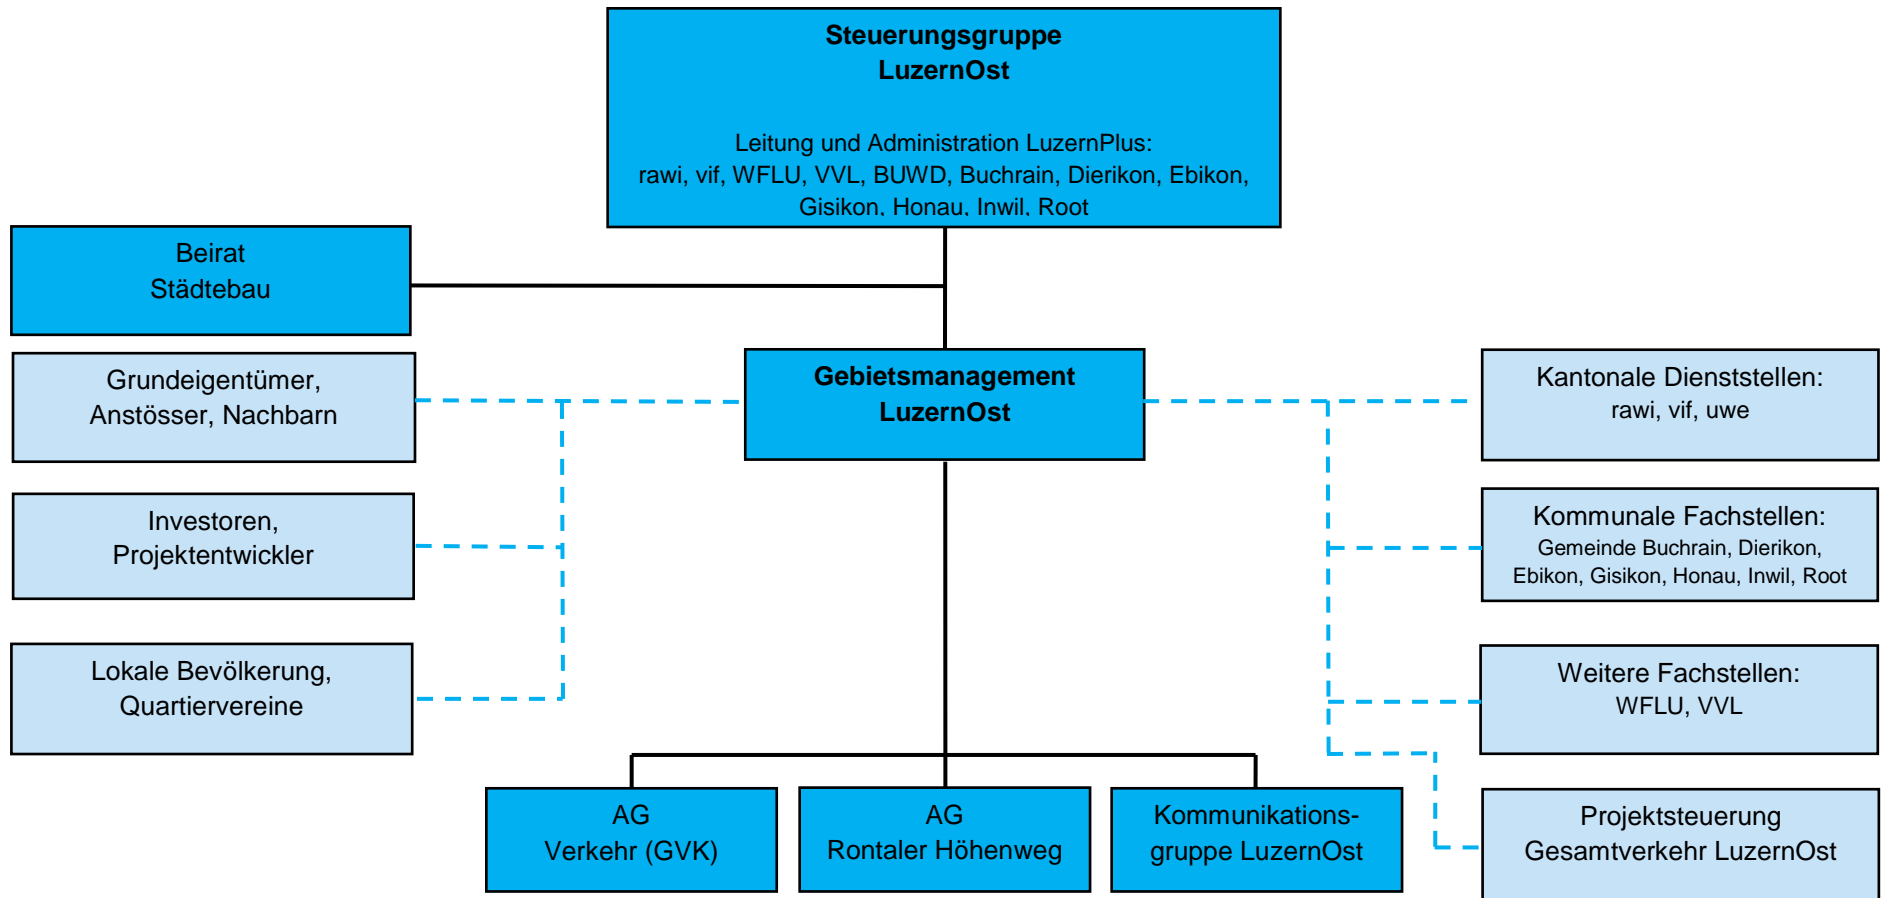 Steuerungsgruppe
LuzernOst
Leitung und Administration LuzernPlus:
rawi, vif, WFLU, VVL, BUWD, Buchrain, Dierikon, Ebikon,
Gisikon, Honau, Inwil, Root
Beirat
Städtebau
Grundeigentümer,
Anstösser, Nachbarn
Gebietsmanagement
LuzernOst
Kantonale Dienststellen:
rawi, vif, uwe
Investoren,
Projektentwickler
Kommunale Fachstellen:
Gemeinde Buchrain, Dierikon,
Ebikon, Gisikon, Honau, Inwil, Root
Lokale Bevölkerung,
Quartiervereine
Weitere Fachstellen:
WFLU, VVL
AG
Verkehr (GVK)
AG
Rontaler Höhenweg
Kommunikations-
gruppe LuzernOst
Projektsteuerung
Gesamtverkehr LuzernOst